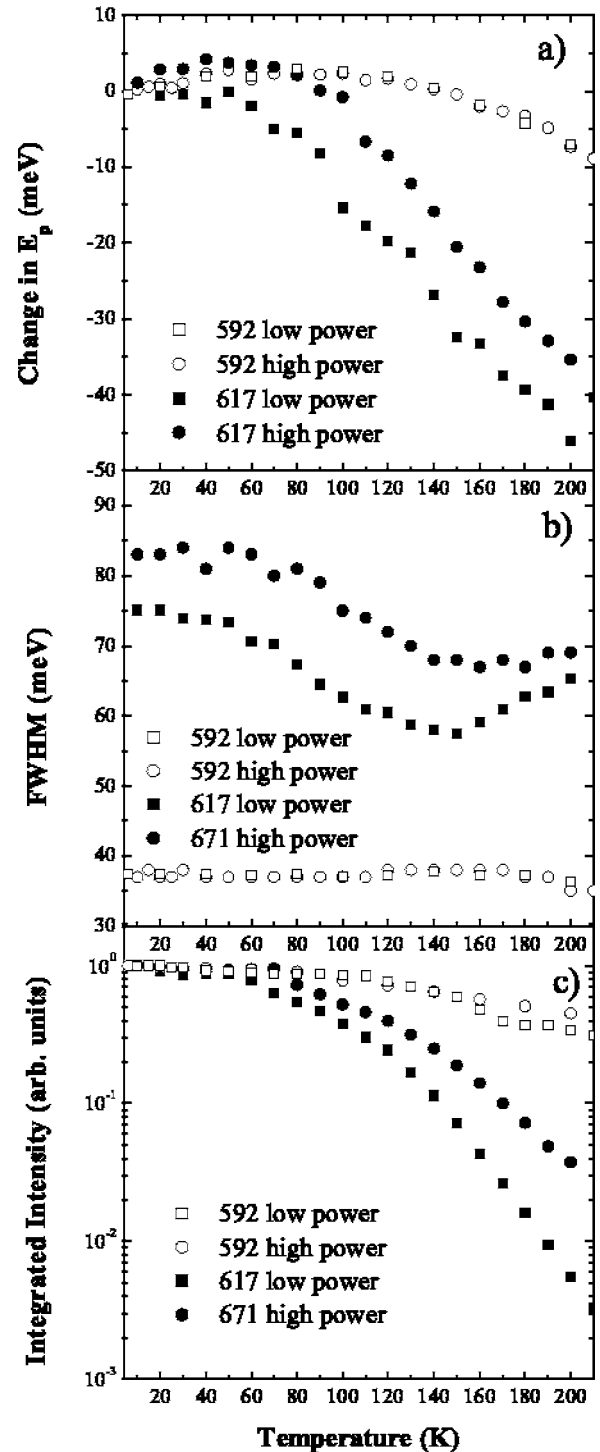 10
0
-10
-20
-30
-40
-50
Change in E_p (meV)
a)
592 low power
592 high power
617 low power
617 high power
20 40 60 80 100 120 140 160 180 200
90
80
70
60
50
40
30
FWHM (meV)
b)
592 low power
592 high power
617 low power
671 high power
20 40 60 80 100 120 140 160 180 200
10^0
10^-1
10^-2
10^-3
Integrated Intensity (arb. units)
c)
592 low power
592 high power
617 low power
671 high power
20 40 60 80 100 120 140 160 180 200
Temperature (K)